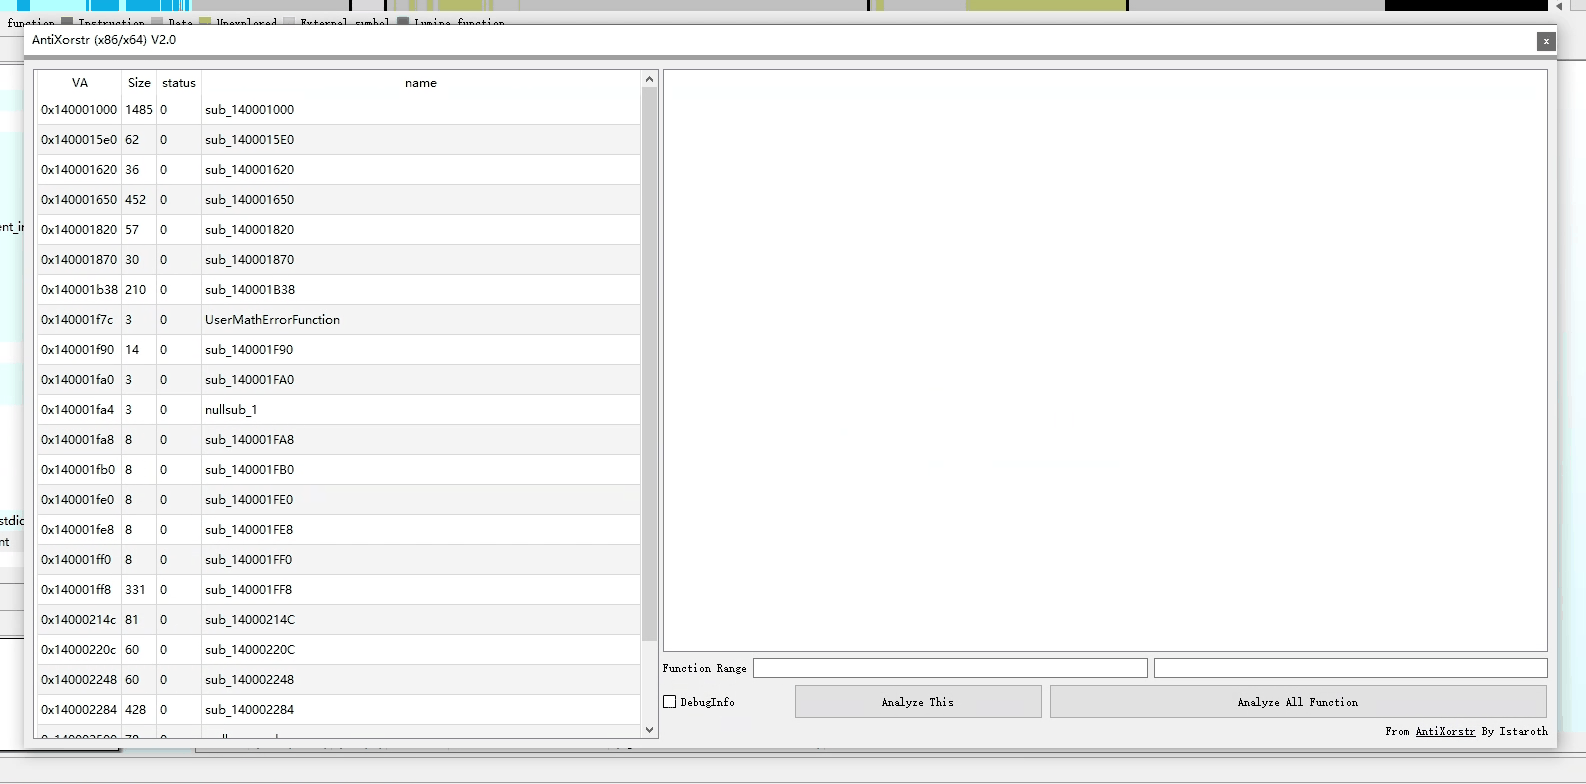 function Instruction Data Unexplored External symbol Lumina function
AntiXorstr (x86/x64) V2.0
x
VA Size status name
0x140001000 1485 0 sub_140001000
0x1400015e0 62 0 sub_1400015E0
0x140001620 36 0 sub_140001620
0x140001650 452 0 sub_140001650
0x140001820 57 0 sub_140001820
0x140001870 30 0 sub_140001870
0x140001b38 210 0 sub_140001B38
0x140001f7c 3 0 UserMathErrorFunction
0x140001f90 14 0 sub_140001F90
0x140001fa0 3 0 sub_140001FA0
0x140001fa4 3 0 nullsub_1
0x140001fa8 8 0 sub_140001FA8
0x140001fb0 8 0 sub_140001FB0
0x140001fe0 8 0 sub_140001FE0
0x140001fe8 8 0 sub_140001FE8
0x140001ff0 8 0 sub_140001FF0
0x140001ff8 331 0 sub_140001FF8
0x14000214c 81 0 sub_14000214C
0x14000220c 60 0 sub_14000220C
0x140002248 60 0 sub_140002248
0x140002284 428 0 sub_140002284
Function Range
DebugInfo
Analyze This
Analyze All Function
From AntiXorstr By Istaroth